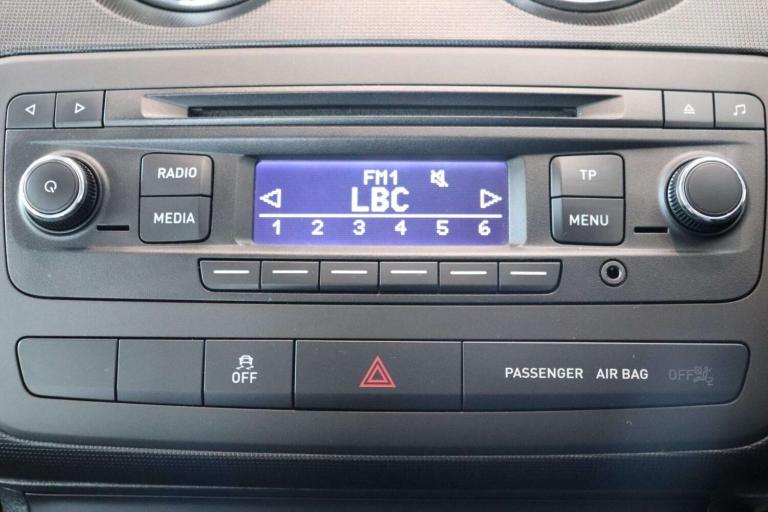 RADIO
MEDIA
FM1
LBC
1 2 3 4 5 6
TP
MENU
OFF
PASSENGER AIR BAG OFF